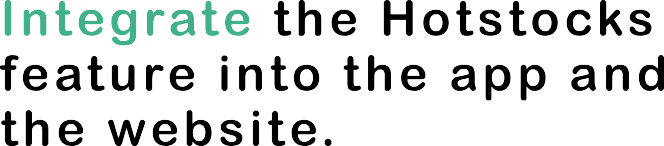 Integrate the Hotstocks
feature into the app and
the website.